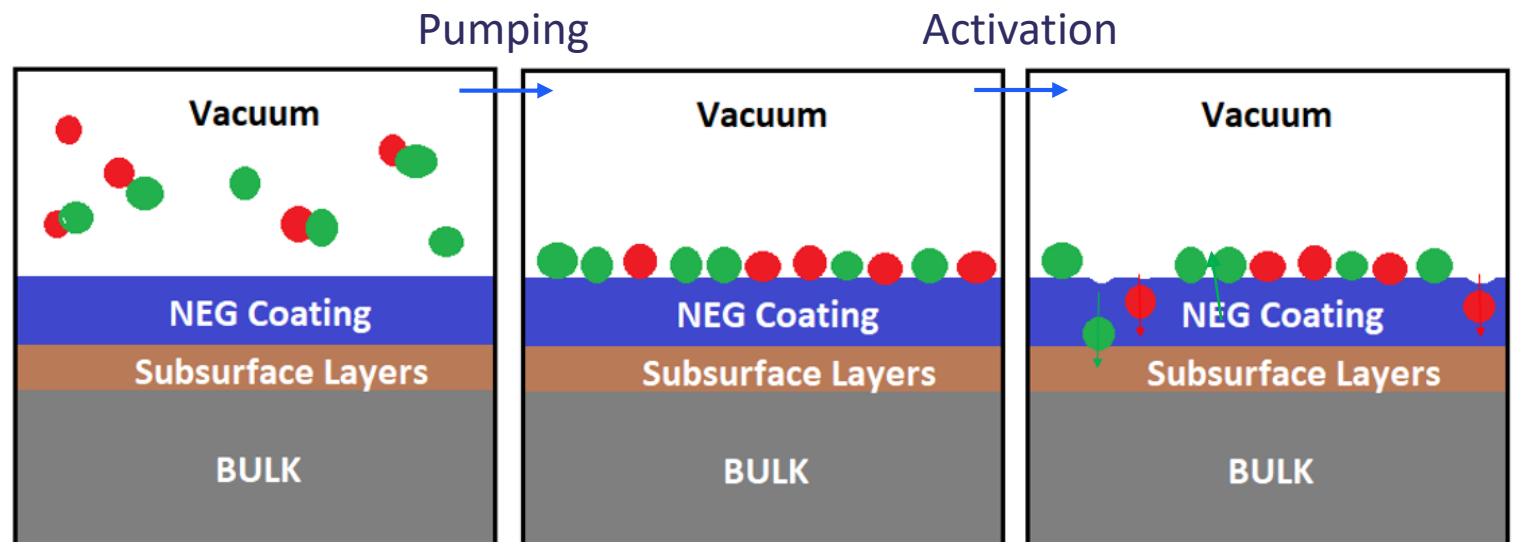 Pumping
Activation
Vacuum
NEG Coating
Subsurface Layers
BULK
Vacuum
NEG Coating
Subsurface Layers
BULK
Vacuum
NEG Coating
Subsurface Layers
BULK